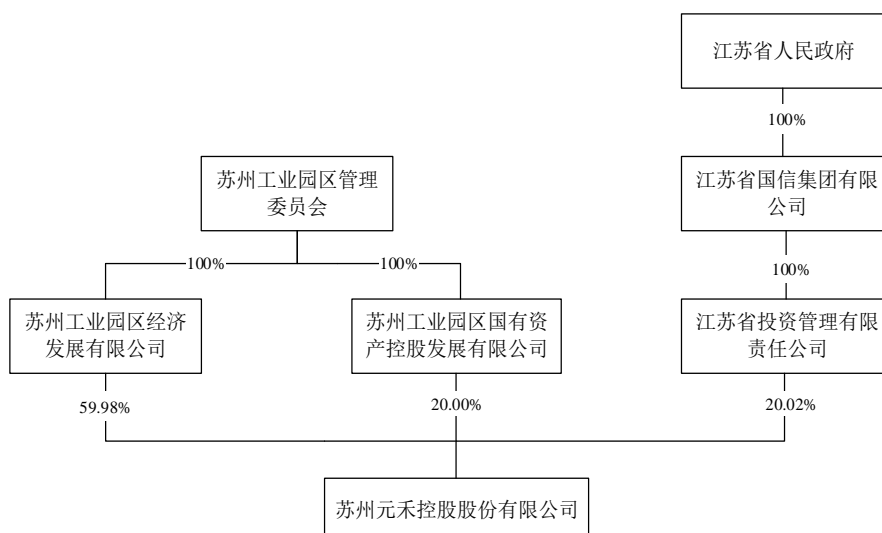 江苏省人民政府
100%
苏州工业园区管理
委员会
江苏省国信集团有限
公司
100%
100%
100%
苏州工业园区经济
发展有限公司
苏州工业园区国有资
产控股发展有限公司
江苏省投资管理有限
责任公司
59.98%
20.00%
20.02%
苏州元禾控股股份有限公司